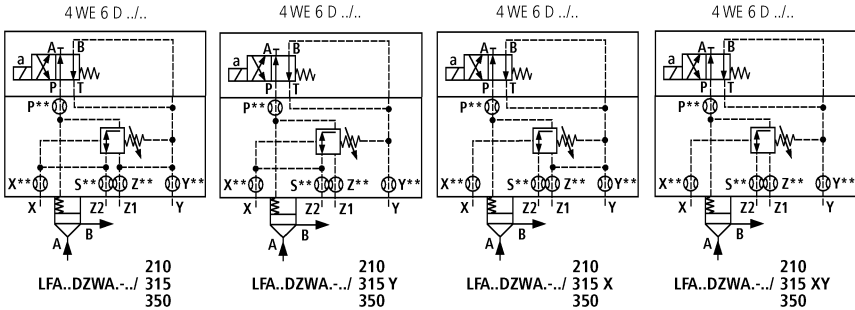 4 WE 6 D ../.. 4 WE 6 D ../.. 4 WE 6 D ../.. 4 WE 6 D ../..
A B A B A B A B
a a a a
P T P T P T P T
P** P** P** P**
X** S** Z** Y** X** S** Z** Y** X** S** Z** Y** X** S** Z** Y**
X Z2 Z1 Y X Z2 Z1 Y X Z2 Z1 Y X Z2 Z1 Y
B B B B
A A A A
210 210 210 210
LFA..DZWA.-../ 315 LFA..DZWA.-../ 315 Y LFA..DZWA.-../ 315 X LFA..DZWA.-../ 315 XY
350 350 350 350